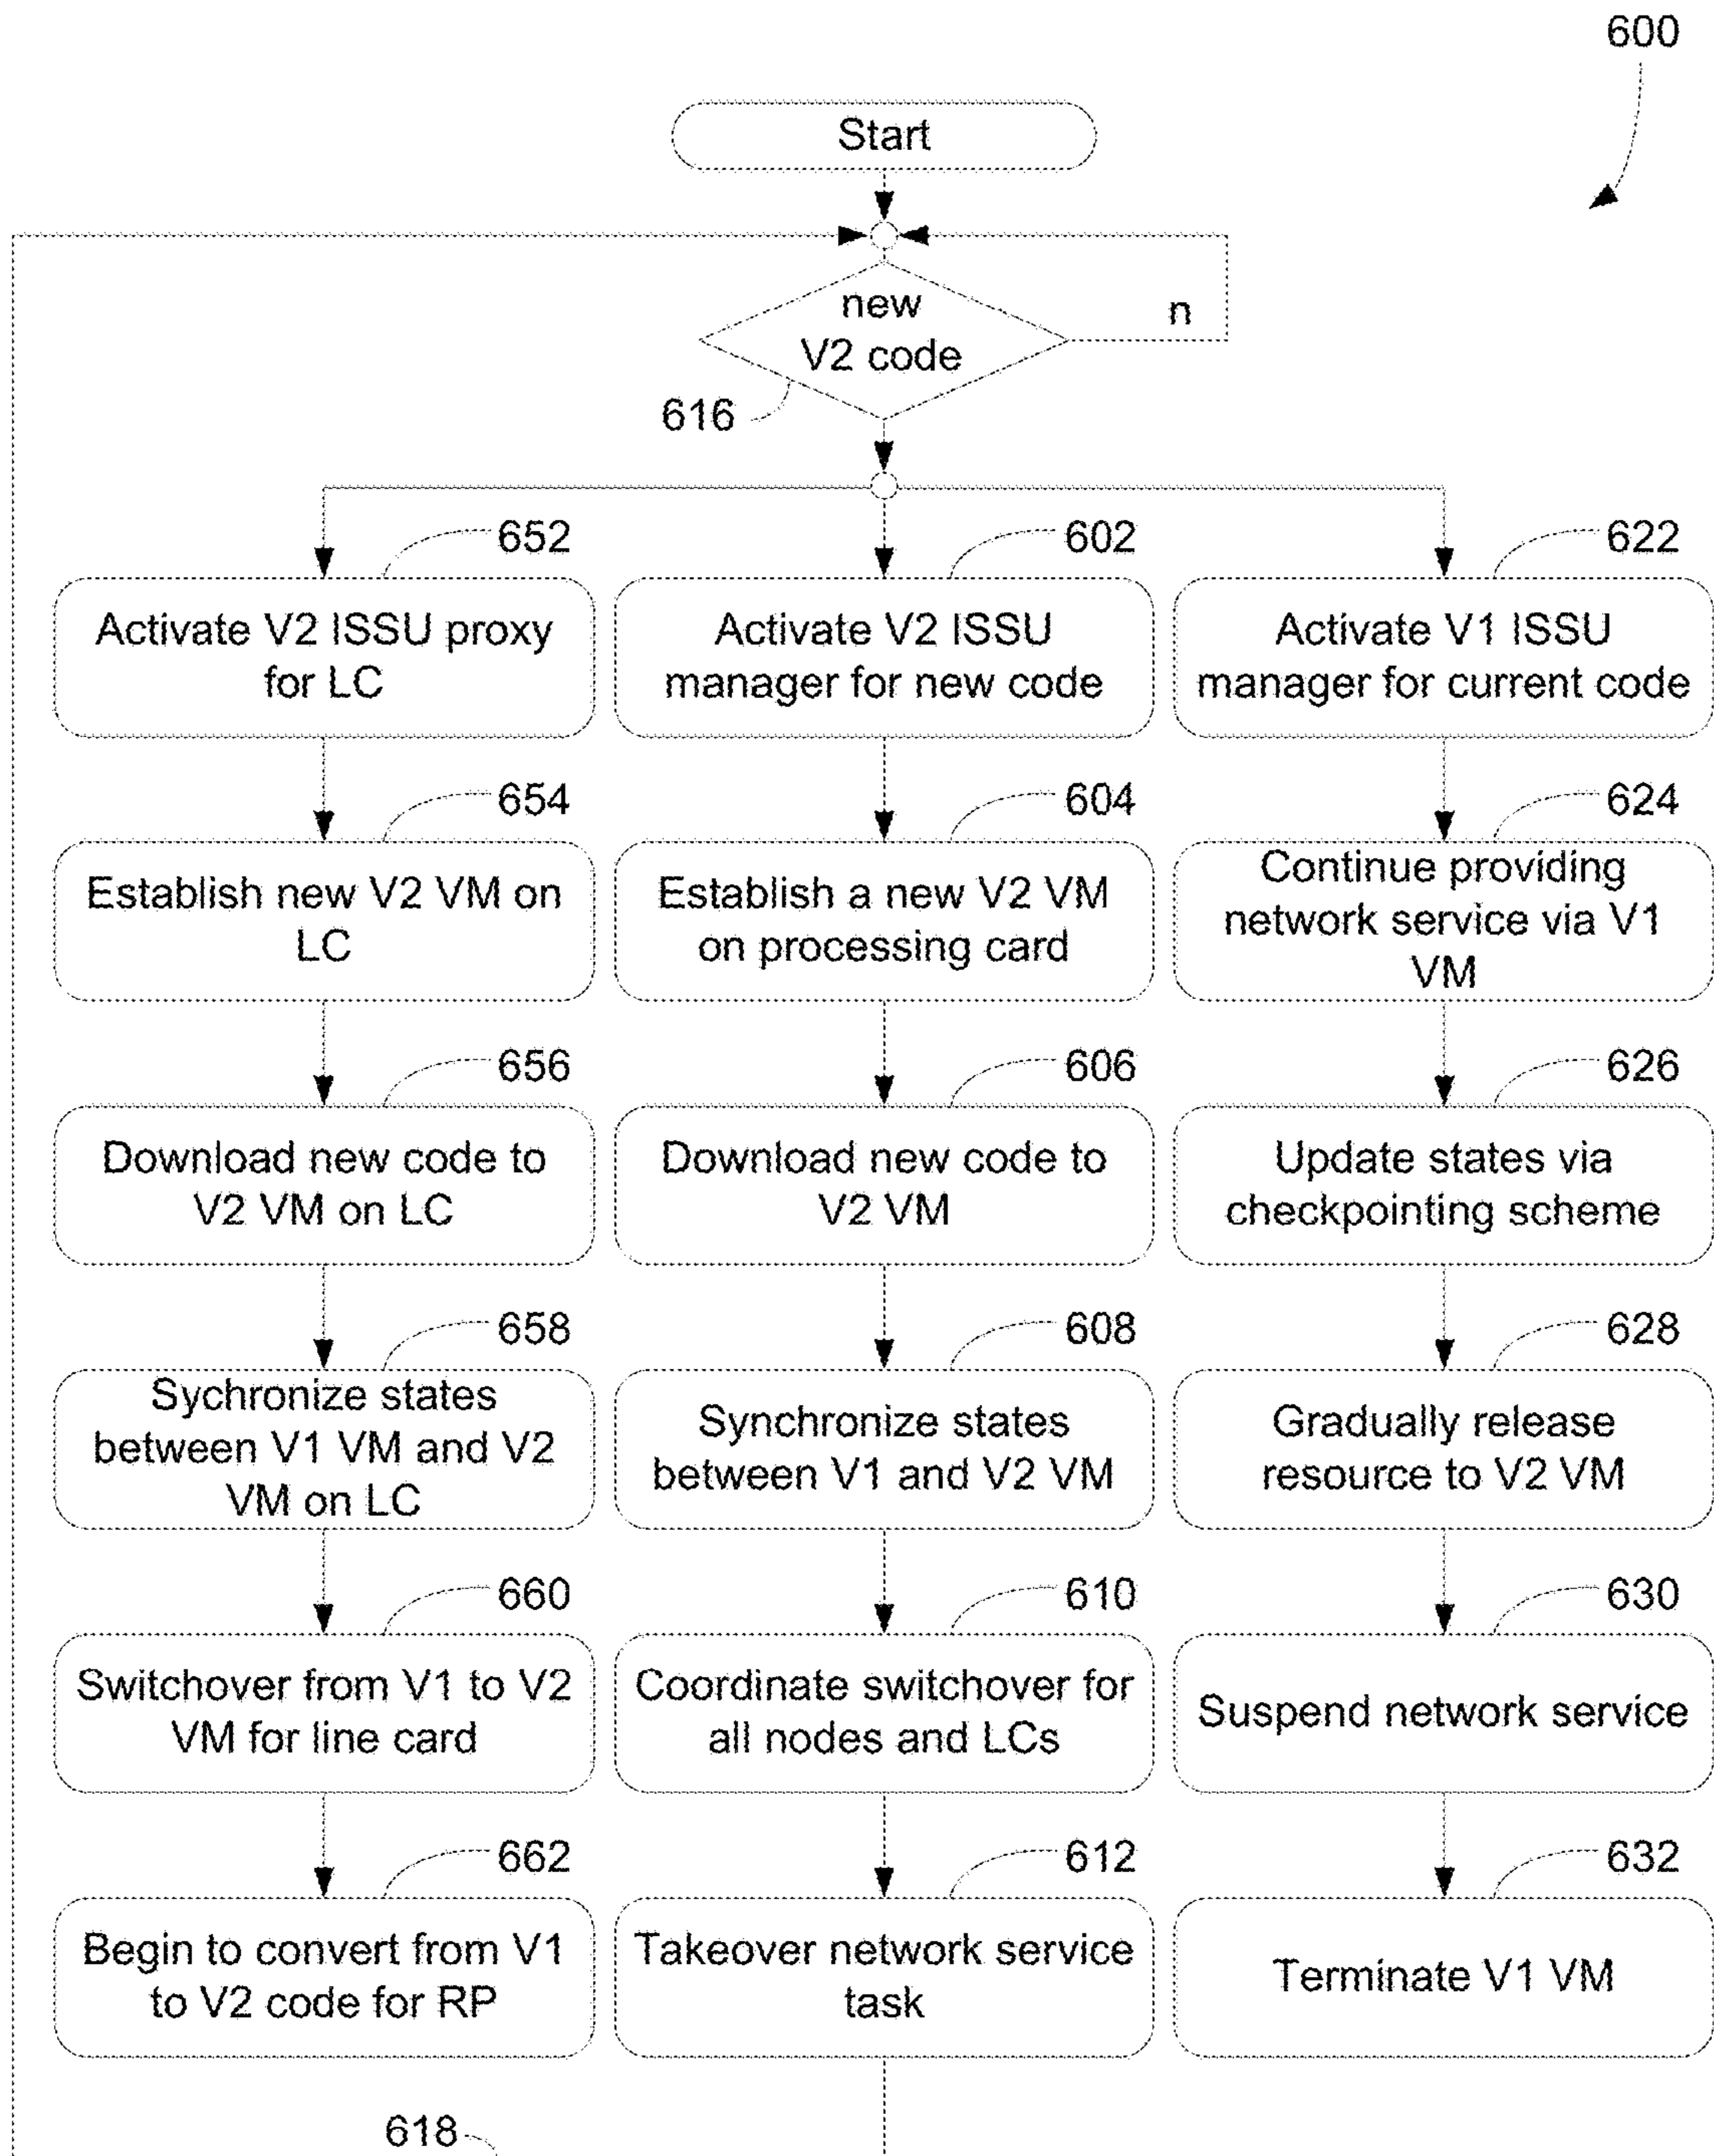 600
Start
new
V2 code
n
616
652
602
622
Activate V2 ISSU proxy
for LC
Activate V2 ISSU
manager for new code
Activate V1 ISSU
manager for current code
654
604
624
Establish new V2 VM on
LC
Establish a new V2 VM
on processing card
Continue providing
network service via V1
VM
656
606
626
Download new code to
V2 VM on LC
Download new code to
V2 VM
Update states via
checkpointing scheme
658
608
628
Sychronize states
between V1 VM and V2
VM on LC
Synchronize states
between V1 and V2 VM
Gradually release
resource to V2 VM
660
610
630
Switchover from V1 to V2
VM for line card
Coordinate switchover for
all nodes and LCs
Suspend network service
662
612
632
Begin to convert from V1
to V2 code for RP
Takeover network service
task
Terminate V1 VM
618